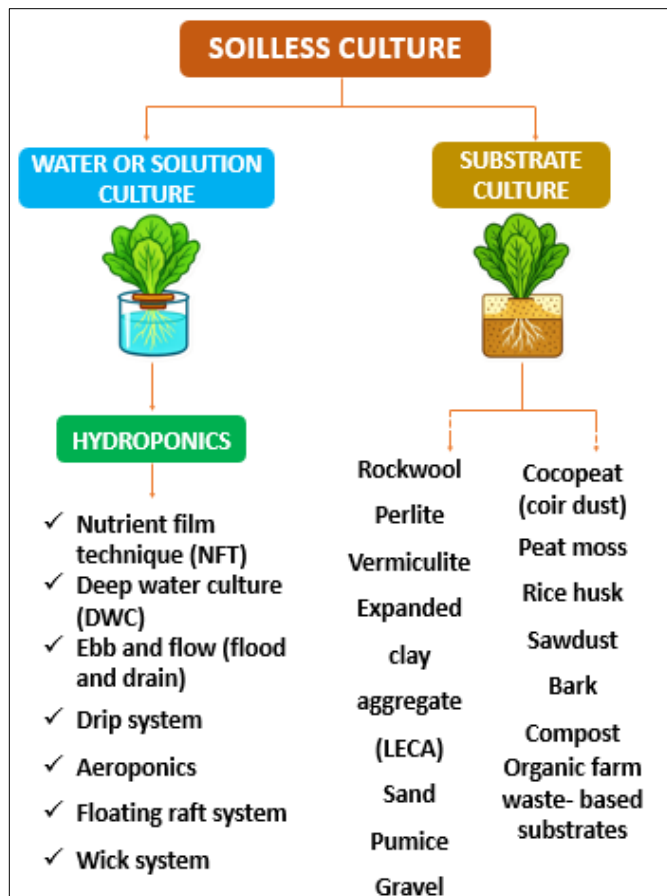 SOILLESS CULTURE
WATER OR SOLUTION
CULTURE
SUBSTRATE
CULTURE
HYDROPONICS
✓ Nutrient film
technique (NFT)
✓ Deep water culture
(DWC)
✓ Ebb and flow (flood
and drain)
✓ Drip system
✓ Aeroponics
✓ Floating raft system
✓ Wick system
Rockwool
Perlite
Vermiculite
Expanded
clay
aggregate
(LECA)
Sand
Pumice
Gravel
Cocopeat
(coir dust)
Peat moss
Rice husk
Sawdust
Bark
Compost
Organic farm
waste- based
substrates